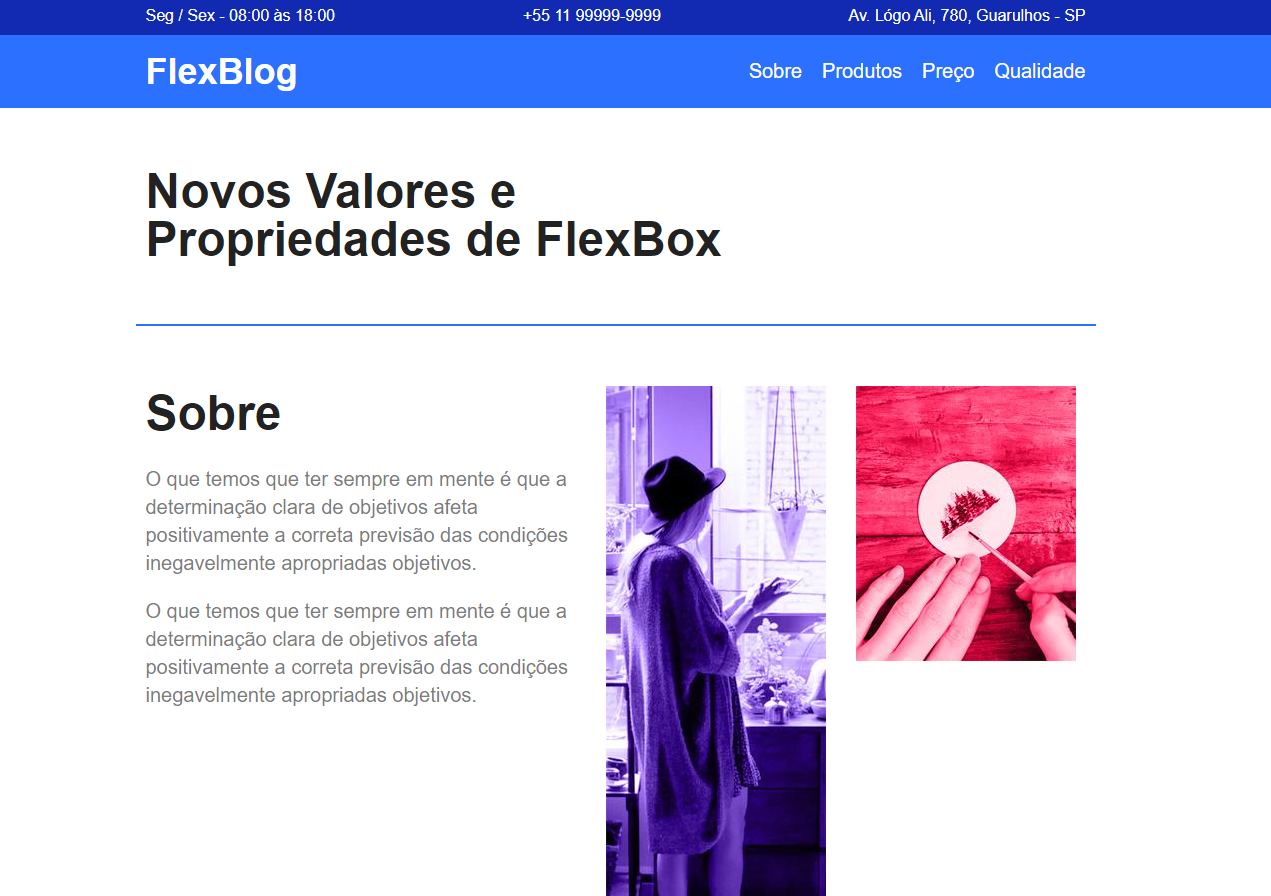 Seg / Sex - 08:00 às 18:00
+55 11 99999-9999
Av. Lógo Ali, 780, Guarulhos - SP
FlexBlog
Sobre Produtos Preço Qualidade
Novos Valores e
Propriedades de FlexBox
Sobre
O que temos que ter sempre em mente é que a
determinação clara de objetivos afeta
positivamente a correta previsão das condições
inegavelmente apropriadas objetivos.
O que temos que ter sempre em mente é que a
determinação clara de objetivos afeta
positivamente a correta previsão das condições
inegavelmente apropriadas objetivos.